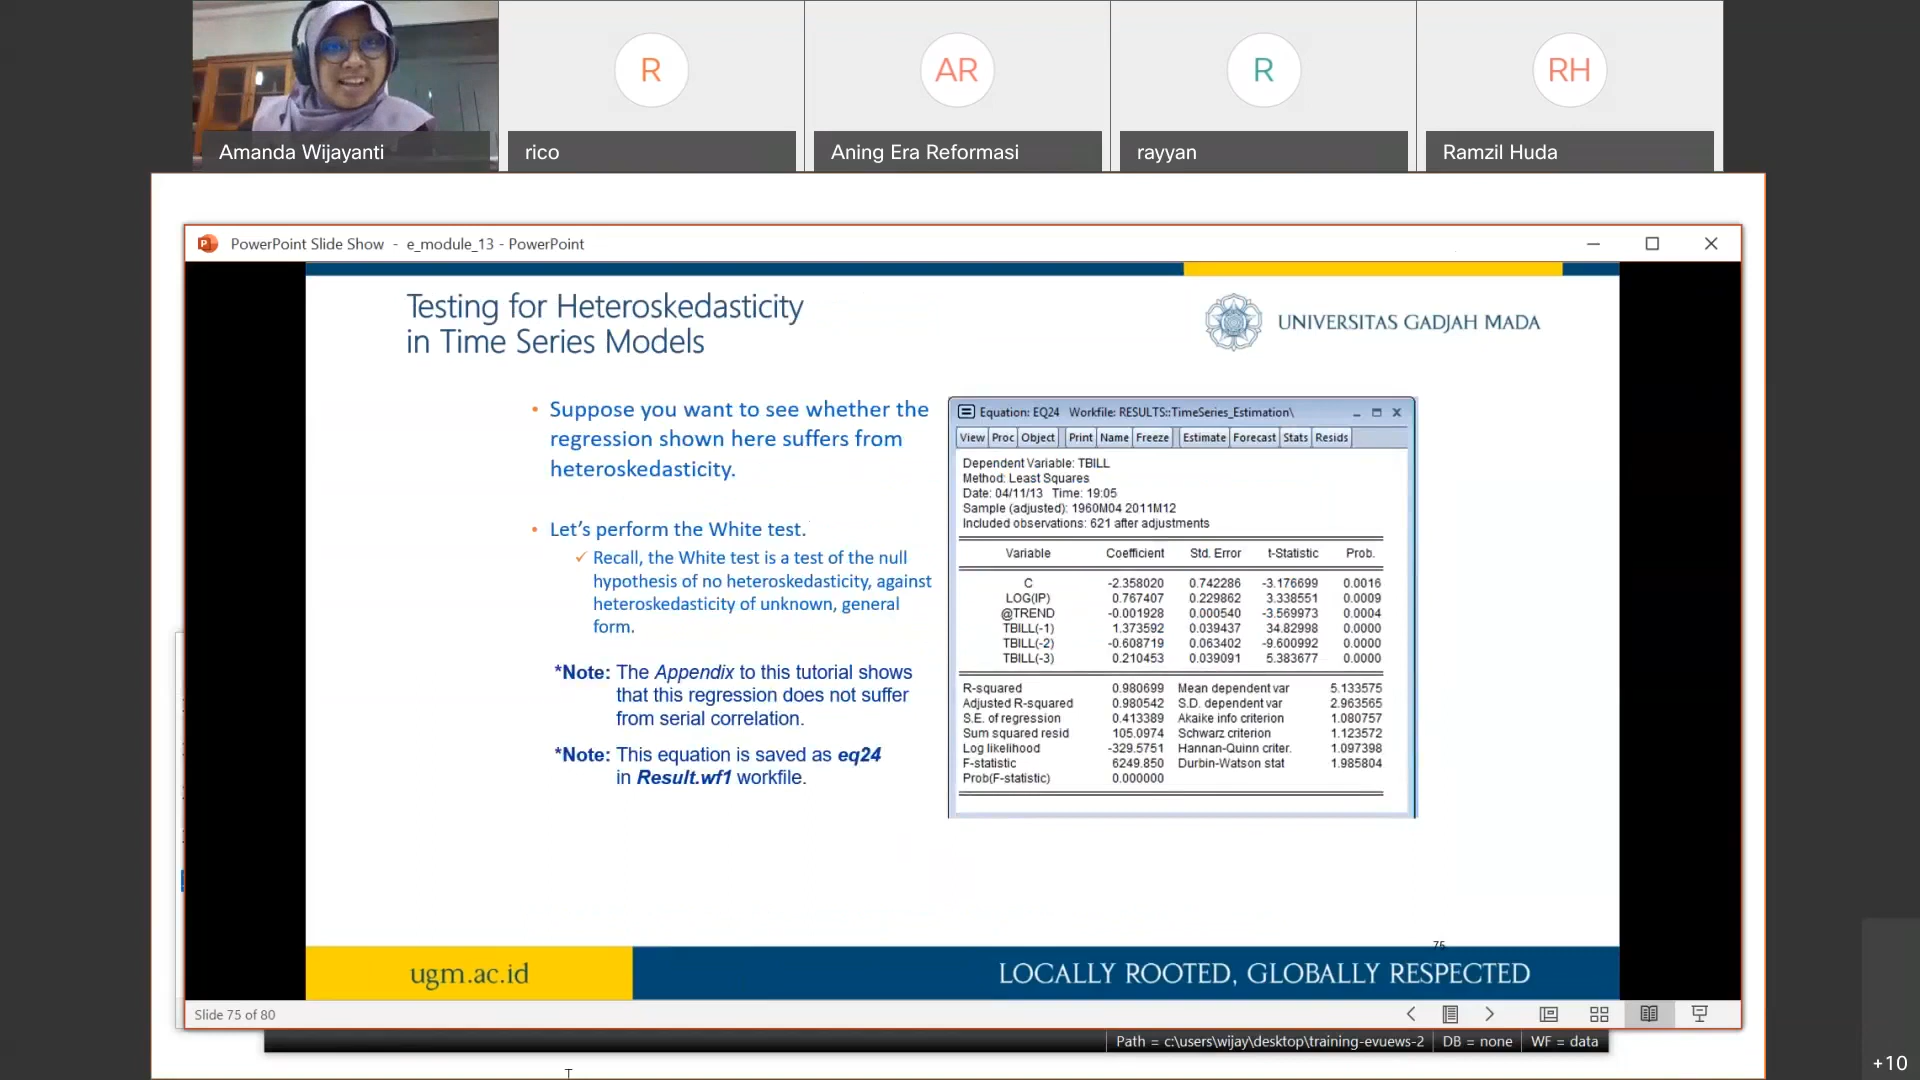 R
AR
R
RH
Amanda Wijayanti
rico
Aning Era Reformasi
rayyan
Ramzil Huda
PowerPoint Slide Show - e_module_13 - PowerPoint
Testing for Heteroskedasticity
in Time Series Models
UNIVERSITAS GADJAH MADA
• Suppose you want to see whether the
regression shown here suffers from
heteroskedasticity.
• Let’s perform the White test.
✓ Recall, the White test is a test of the null
hypothesis of no heteroskedasticity, against
heteroskedasticity of unknown, general
form.
*Note: The Appendix to this tutorial shows
that this regression does not suffer
from serial correlation.
*Note: This equation is saved as eq24
in Result.wf1 workfile.
Equation: EQ24 Workfile: RESULTS::TimeSeries_Estimation\
View Proc Object Print Name Freeze Estimate Forecast Stats Resids
Dependent Variable: TBILL
Method: Least Squares
Date: 04/11/13 Time: 19:05
Sample (adjusted): 1960M04 2011M12
Included observations: 621 after adjustments
Variable Coefficient Std. Error t-Statistic Prob.
C -2.358020 0.742286 -3.176699 0.0016
LOG(IP) 0.767407 0.229862 3.338551 0.0009
@TREND -0.001928 0.000540 -3.569973 0.0004
TBILL(-1) 1.373592 0.039437 34.82998 0.0000
TBILL(-2) -0.608719 0.063402 -9.600992 0.0000
TBILL(-3) 0.210453 0.039091 5.383677 0.0000
R-squared 0.980699 Mean dependent var 5.133575
Adjusted R-squared 0.980542 S.D. dependent var 2.963565
S.E. of regression 0.413389 Akaike info criterion 1.080757
Sum squared resid 105.0974 Schwarz criterion 1.123572
Log likelihood -329.5751 Hannan-Quinn criter. 1.097398
F-statistic 6249.850 Durbin-Watson stat 1.985804
Prob(F-statistic) 0.000000
75
ugm.ac.id
LOCALLY ROOTED, GLOBALLY RESPECTED
Slide 75 of 80
Path = c:\users\wijay\desktop\training-evuews-2 DB = none WF = data
+10